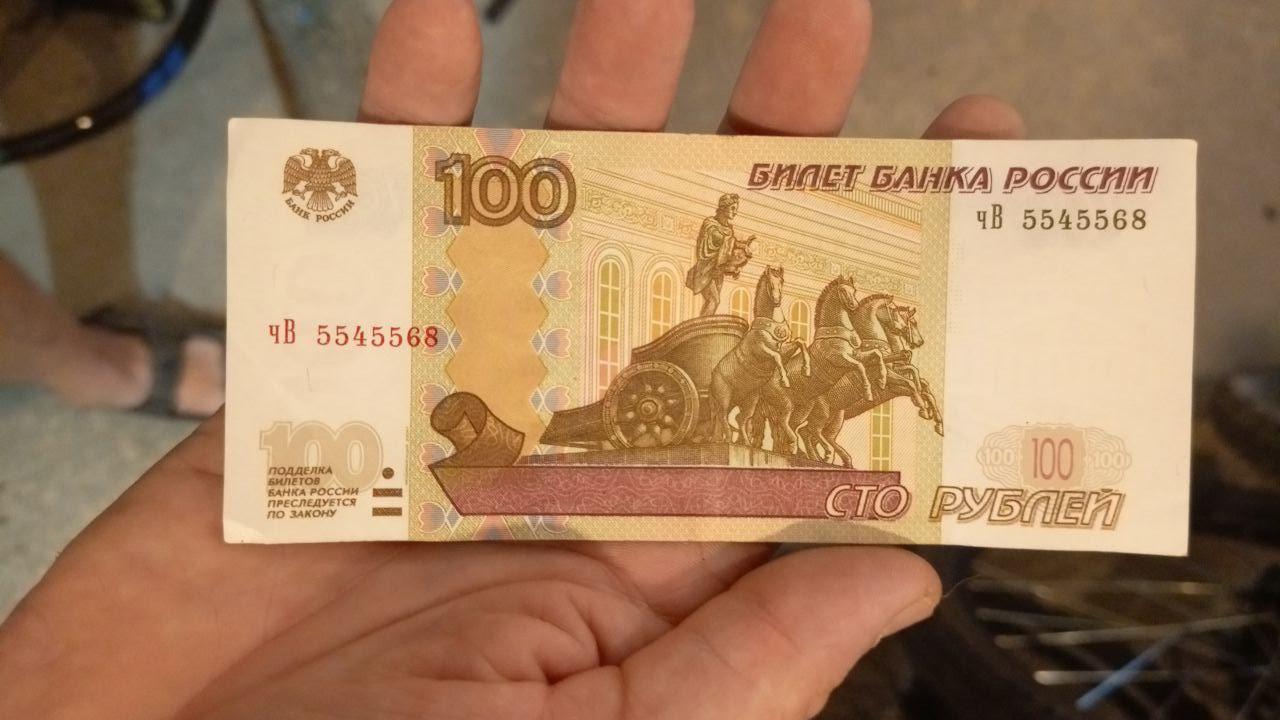 БАНК РОССИИ
100
БИЛЕТ БАНКА РОССИИ
чВ 5545568
чВ 5545568
100
ПОДДЕЛКА
БИЛЕТОВ
БАНКА РОССИИ
ПРЕСЛЕДУЕТСЯ
ПО ЗАКОНУ
100 100 100
СТО РУБЛЕЙ